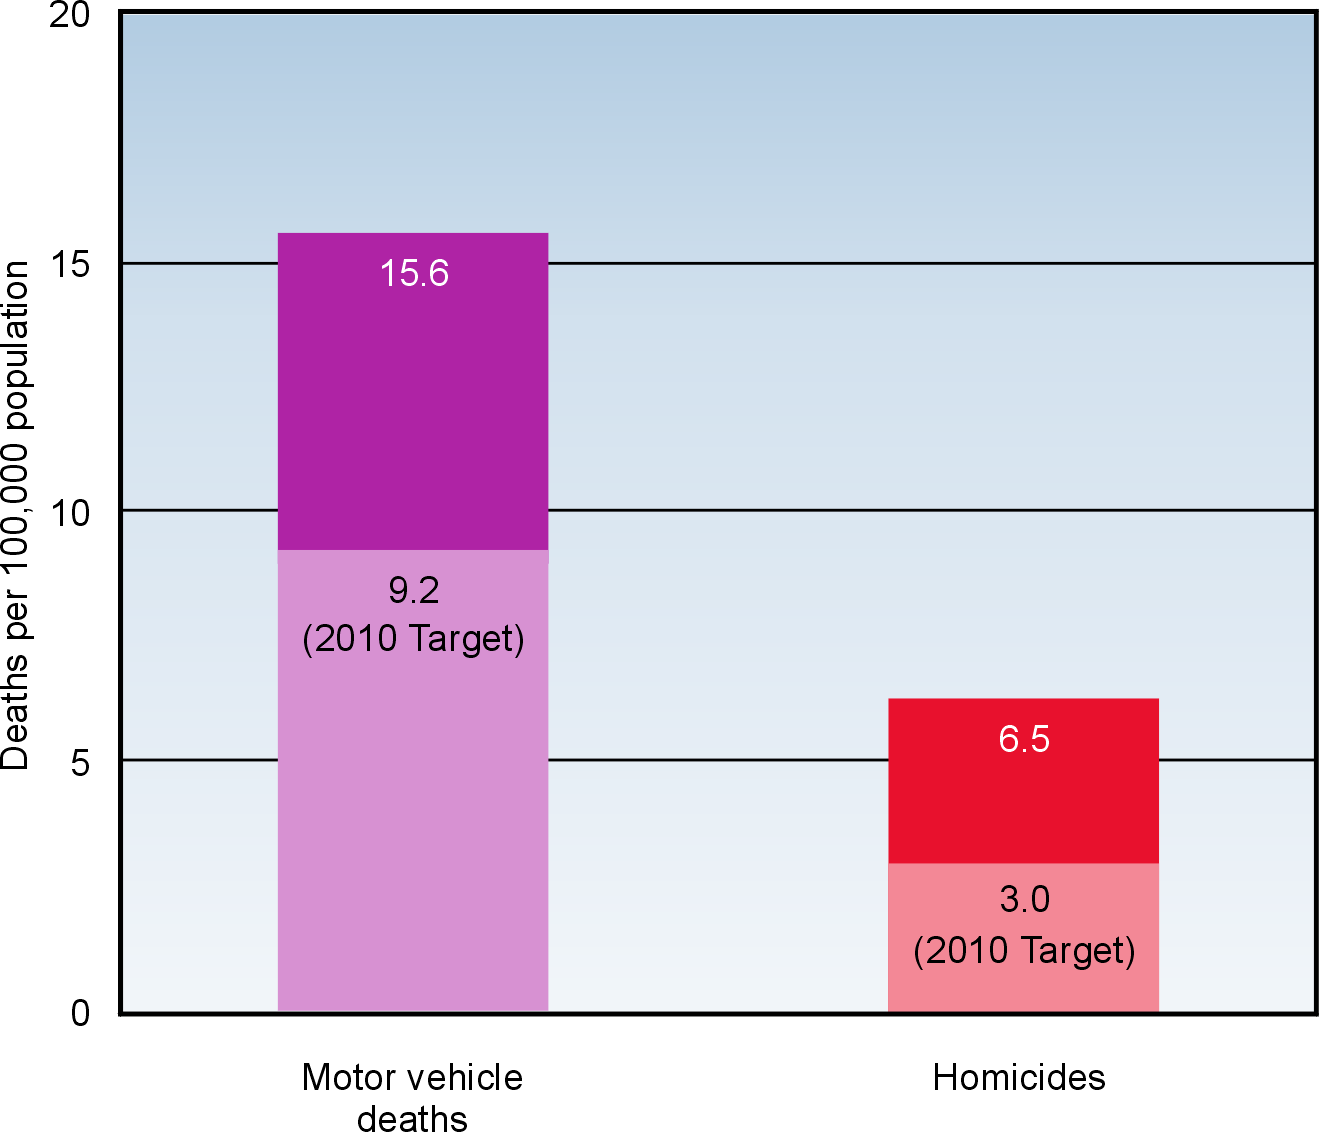 Deaths per 100,000 population
20
15
10
5
0
15.6
9.2
(2010 Target)
6.5
3.0
(2010 Target)
Motor vehicle
deaths
Homicides